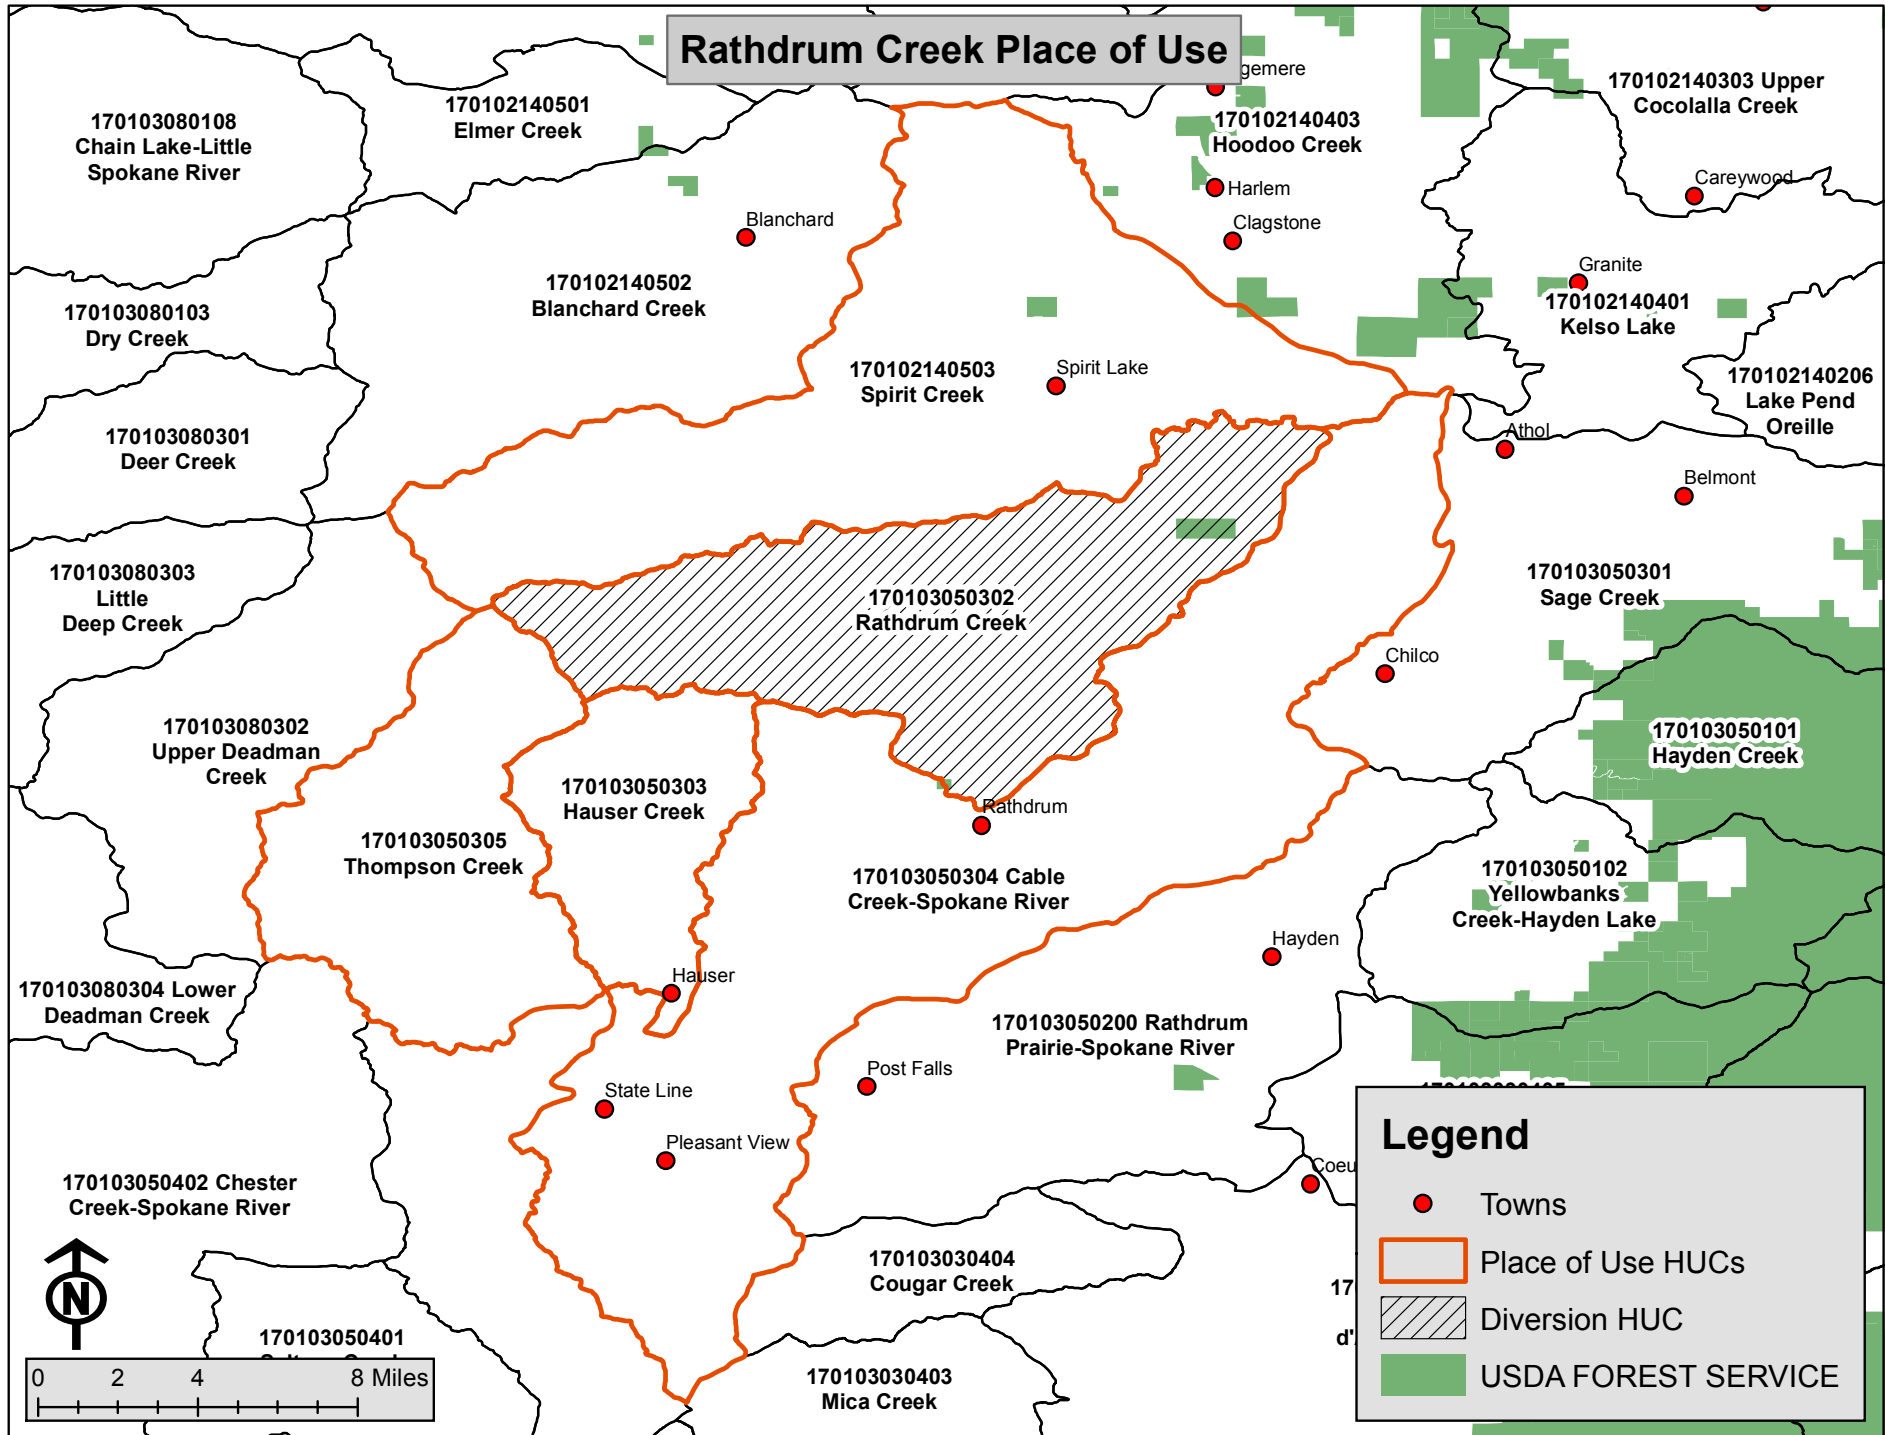 Rathdrum Creek Place of Use
gemere
170102140303 Upper
Cocolalla Creek
170102140501
Elmer Creek
170103080108
Chain Lake-Little
Spokane River
170102140403
Hoodoo Creek
Harlem
Careywood
Blanchard
Clagstone
Granite
170102140502
Blanchard Creek
170102140401
Kelso Lake
170103080103
Dry Creek
170102140503
Spirit Creek
Spirit Lake
170102140206
Lake Pend
Oreille
170103080301
Deer Creek
Athol
Belmont
170103080303
Little
Deep Creek
170103050302
Rathdrum Creek
170103050301
Sage Creek
Chilco
170103080302
Upper Deadman
Creek
170103050101
Hayden Creek
170103050303
Hauser Creek
Rathdrum
170103050305
Thompson Creek
170103050304 Cable
Creek-Spokane River
170103050102
Yellowbanks
Creek-Hayden Lake
Hayden
170103080304 Lower
Deadman Creek
Hauser
170103050200 Rathdrum
Prairie-Spokane River
Post Falls
State Line
Pleasant View
Coeu
170103050402 Chester
Creek-Spokane River
170103030404
Cougar Creek
17
d'
170103050401
170103030403
Mica Creek
N
0 2 4 8 Miles
Legend
Towns
Place of Use HUCs
Diversion HUC
USDA FOREST SERVICE